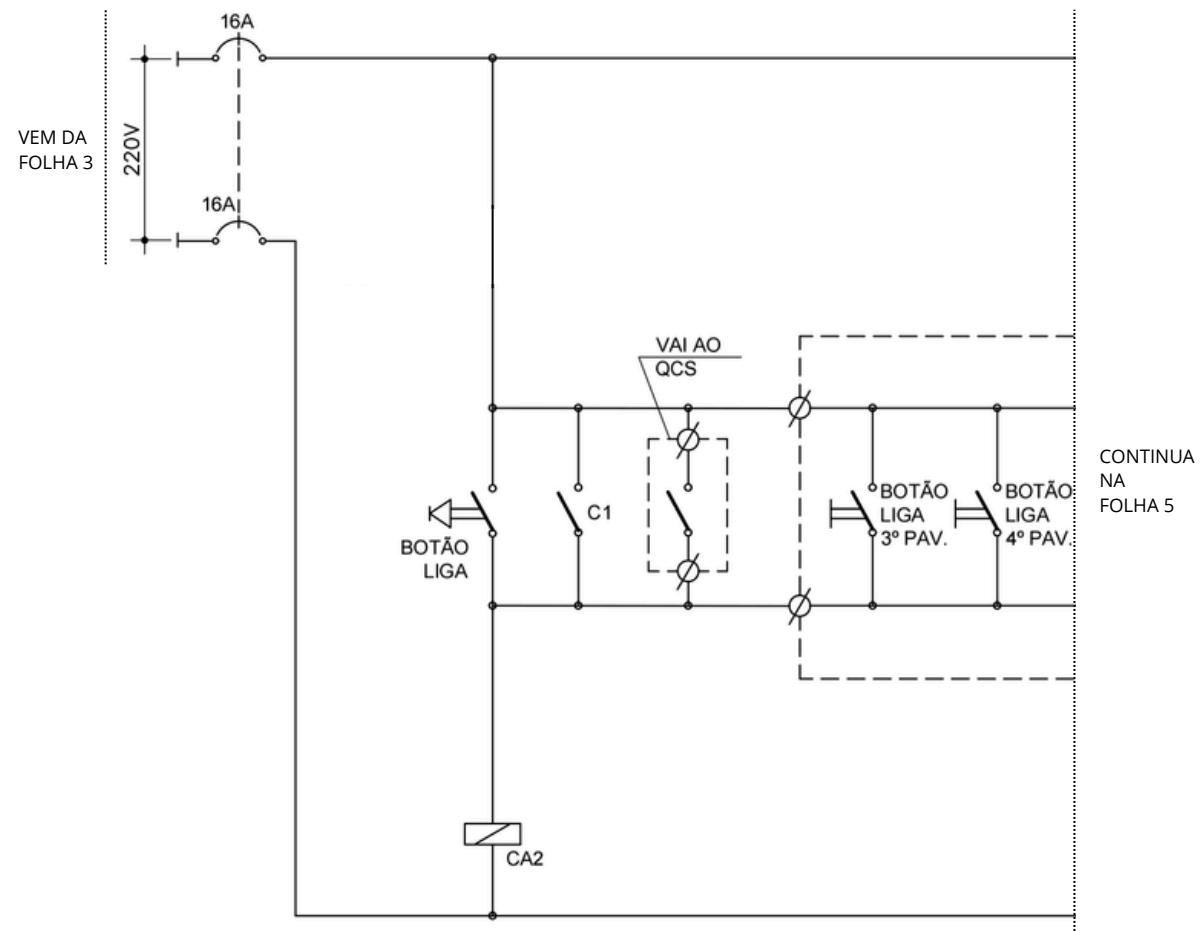 16A
VEM DA
FOLHA 3
220V
16A
VAI AO
QCS
CONTINUA
NA
FOLHA 5
BOTÃO
LIGA
C1
BOTÃO
LIGA
3º PAV.
BOTÃO
LIGA
4º PAV.
CA2